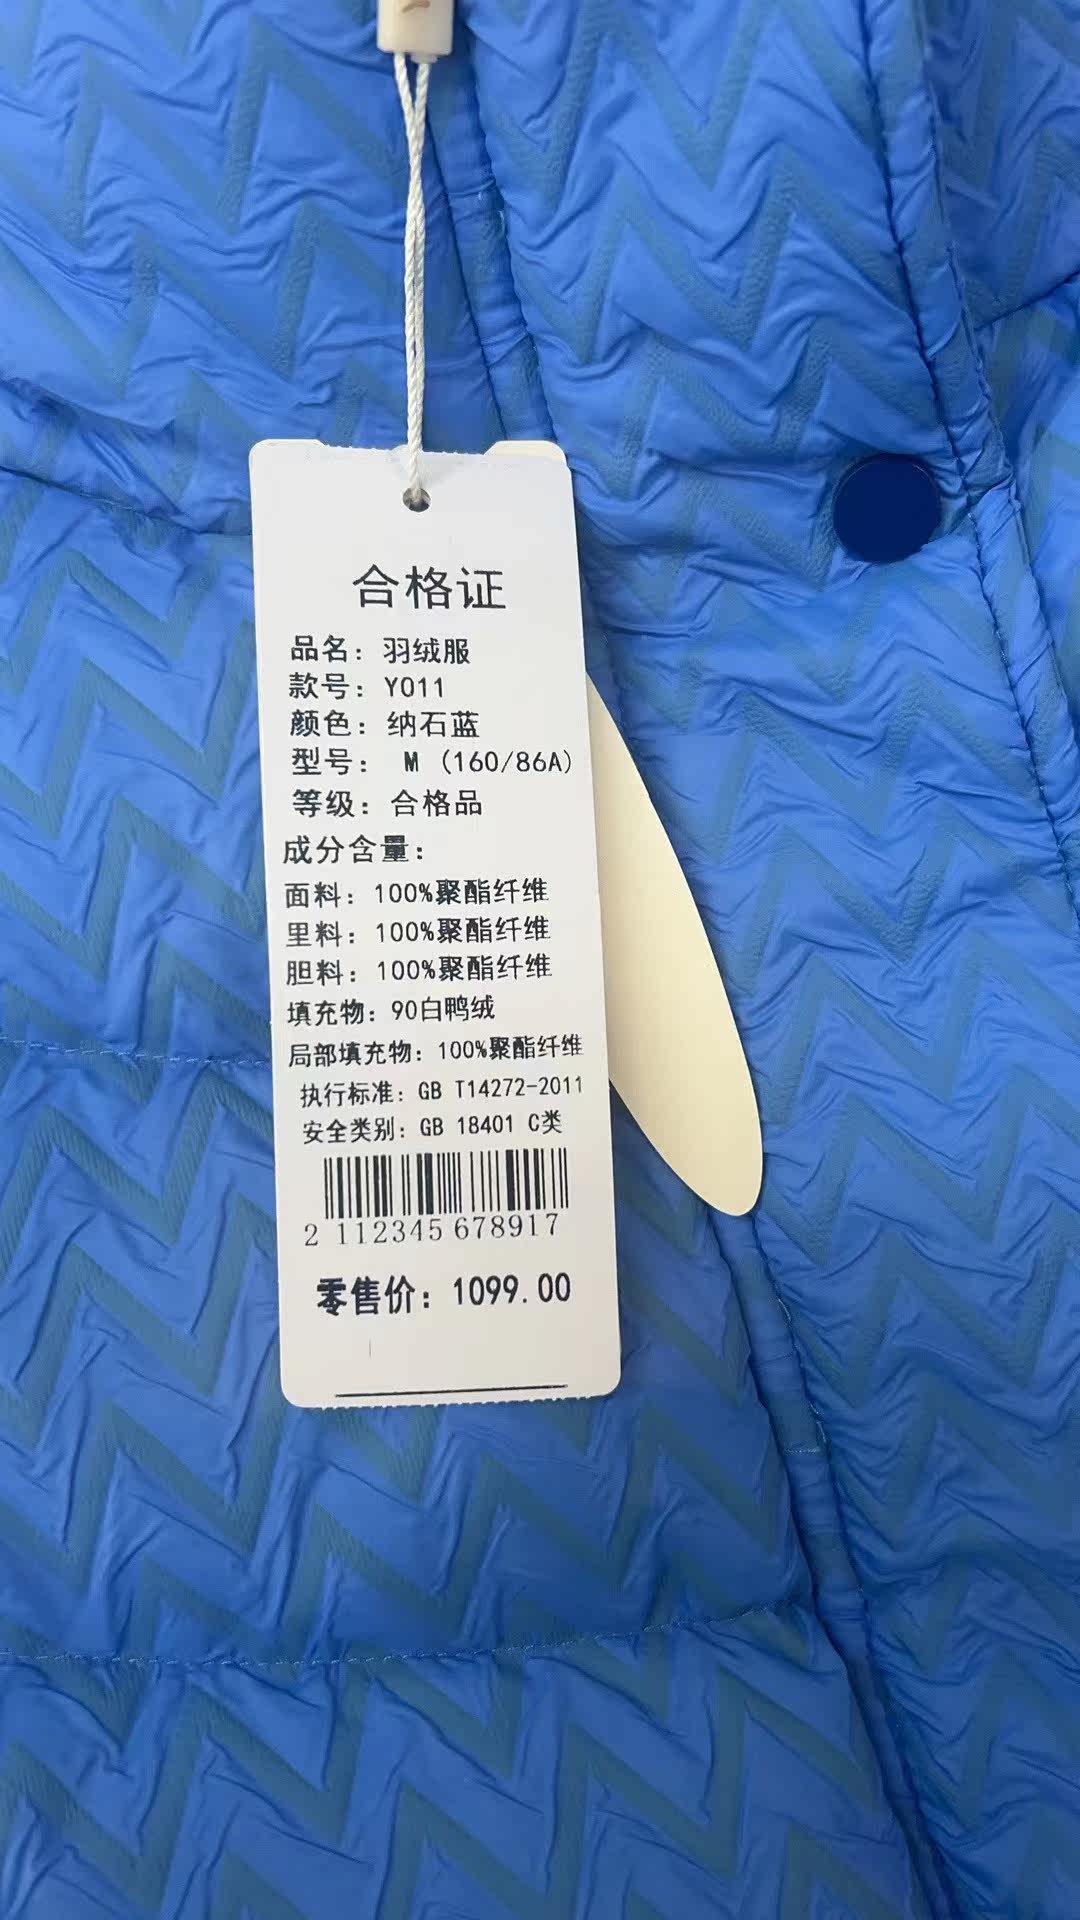 合格证
品名：羽绒服
款号：Y011
颜色：纳石蓝
型号： M (160/86A)
等级：合格品
成分含量：
面料：100%聚酯纤维
里料：100%聚酯纤维
胆料：100%聚酯纤维
填充物：90白鸭绒
局部填充物：100%聚酯纤维
执行标准：GB T14272-2011
安全类别：GB 18401 C类
2 112345 678917
零售价：1099.00